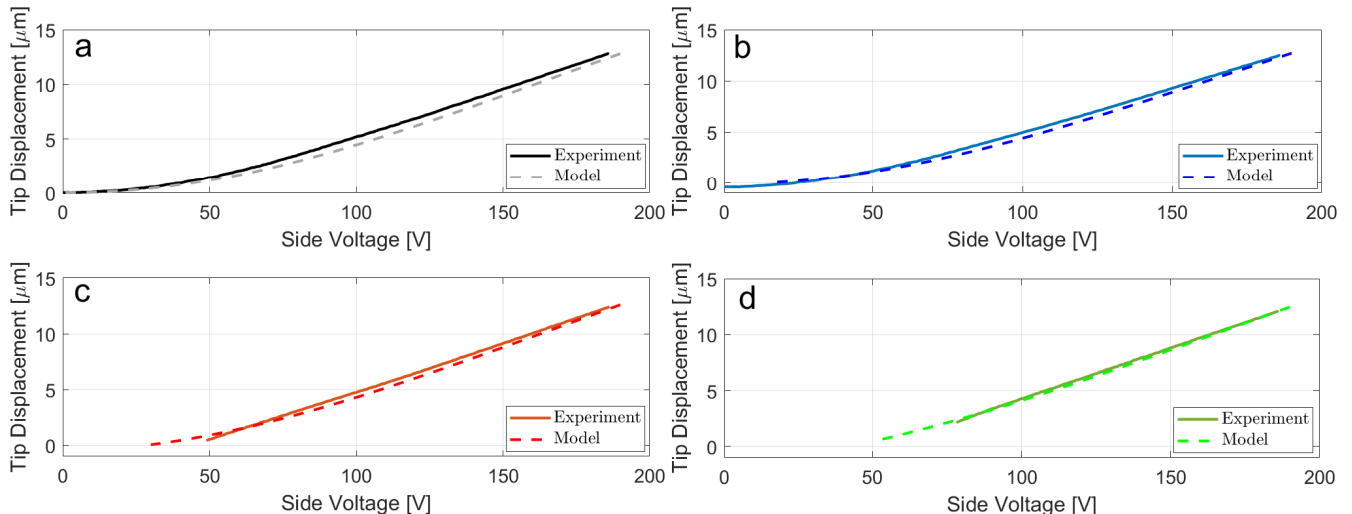 a
Tip Displacement [μm]
15
10
5
0
Experiment
Model
0 50 100 150 200
Side Voltage [V]
b
Tip Displacement [μm]
15
10
5
0
Experiment
Model
0 50 100 150 200
Side Voltage [V]
c
Tip Displacement [μm]
15
10
5
0
Experiment
Model
0 50 100 150 200
Side Voltage [V]
d
Tip Displacement [μm]
15
10
5
0
Experiment
Model
0 50 100 150 200
Side Voltage [V]